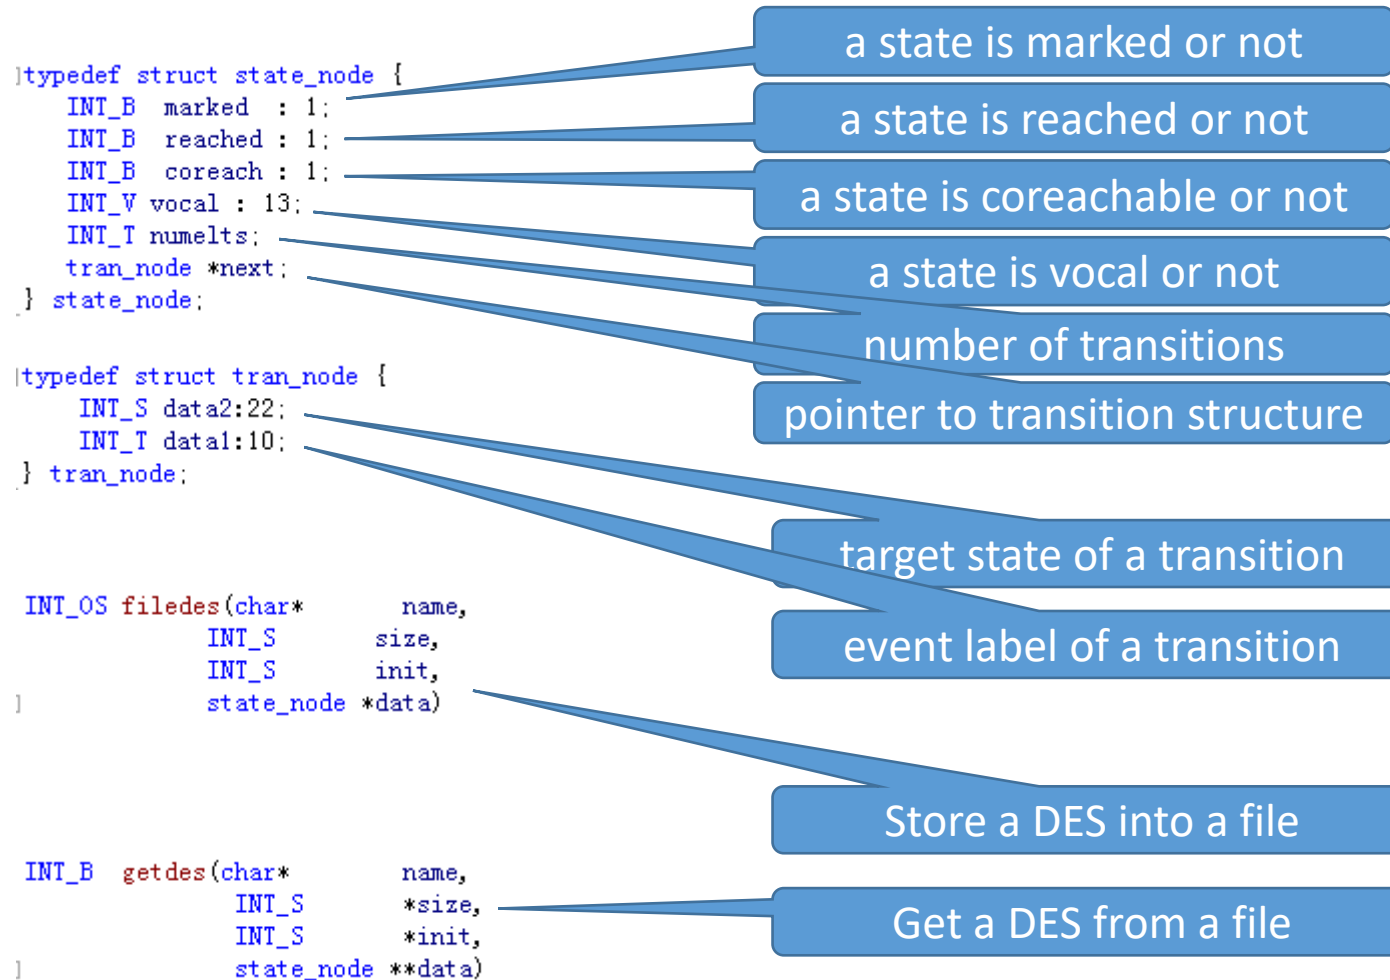 typedef struct state_node {
INT_B marked : 1;
INT_B reached : 1;
INT_B coreach : 1;
INT_V vocal : 13;
INT_T numelts;
tran_node *next;
} state_node;
a state is marked or not
a state is reached or not
a state is coreachable or not
a state is vocal or not
number of transitions
pointer to transition structure
typedef struct tran_node {
INT_S data2:22;
INT_T data1:10;
} tran_node;
target state of a transition
event label of a transition
INT_OS filedes(char* name,
INT_S size,
INT_S init,
state_node *data)
Store a DES into a file
INT_B getdes(char* name,
INT_S *size,
INT_S *init,
state_node **data)
Get a DES from a file